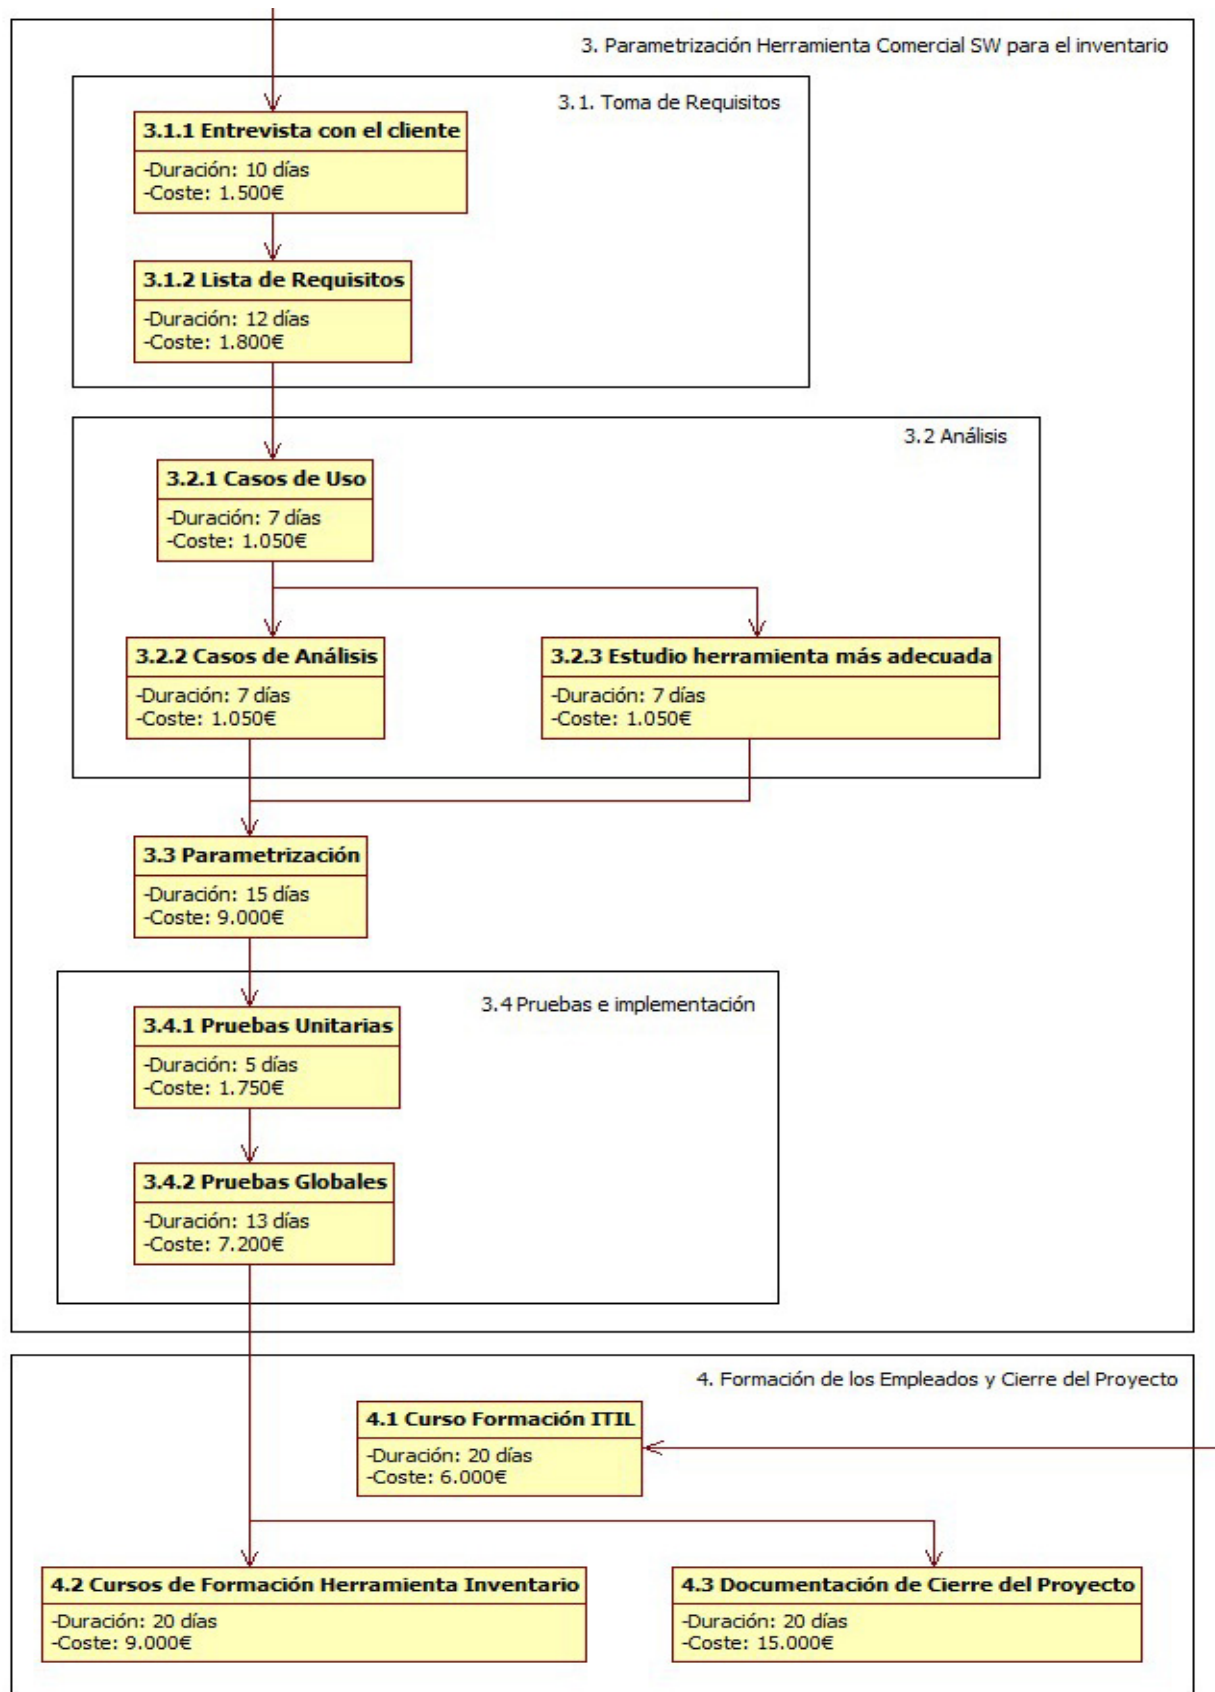 3. Parametrización Herramienta Comercial SW para el inventario
3.1. Toma de Requisitos
3.1.1 Entrevista con el cliente
-Duración: 10 días
-Coste: 1.500€
3.1.2 Lista de Requisitos
-Duración: 12 días
-Coste: 1.800€
3.2 Análisis
3.2.1 Casos de Uso
-Duración: 7 días
-Coste: 1.050€
3.2.2 Casos de Análisis
-Duración: 7 días
-Coste: 1.050€
3.2.3 Estudio herramienta más adecuada
-Duración: 7 días
-Coste: 1.050€
3.3 Parametrización
-Duración: 15 días
-Coste: 9.000€
3.4 Pruebas e implementación
3.4.1 Pruebas Unitarias
-Duración: 5 días
-Coste: 1.750€
3.4.2 Pruebas Globales
-Duración: 13 días
-Coste: 7.200€
4. Formación de los Empleados y Cierre del Proyecto
4.1 Curso Formación ITIL
-Duración: 20 días
-Coste: 6.000€
4.2 Cursos de Formación Herramienta Inventario
-Duración: 20 días
-Coste: 9.000€
4.3 Documentación de Cierre del Proyecto
-Duración: 20 días
-Coste: 15.000€